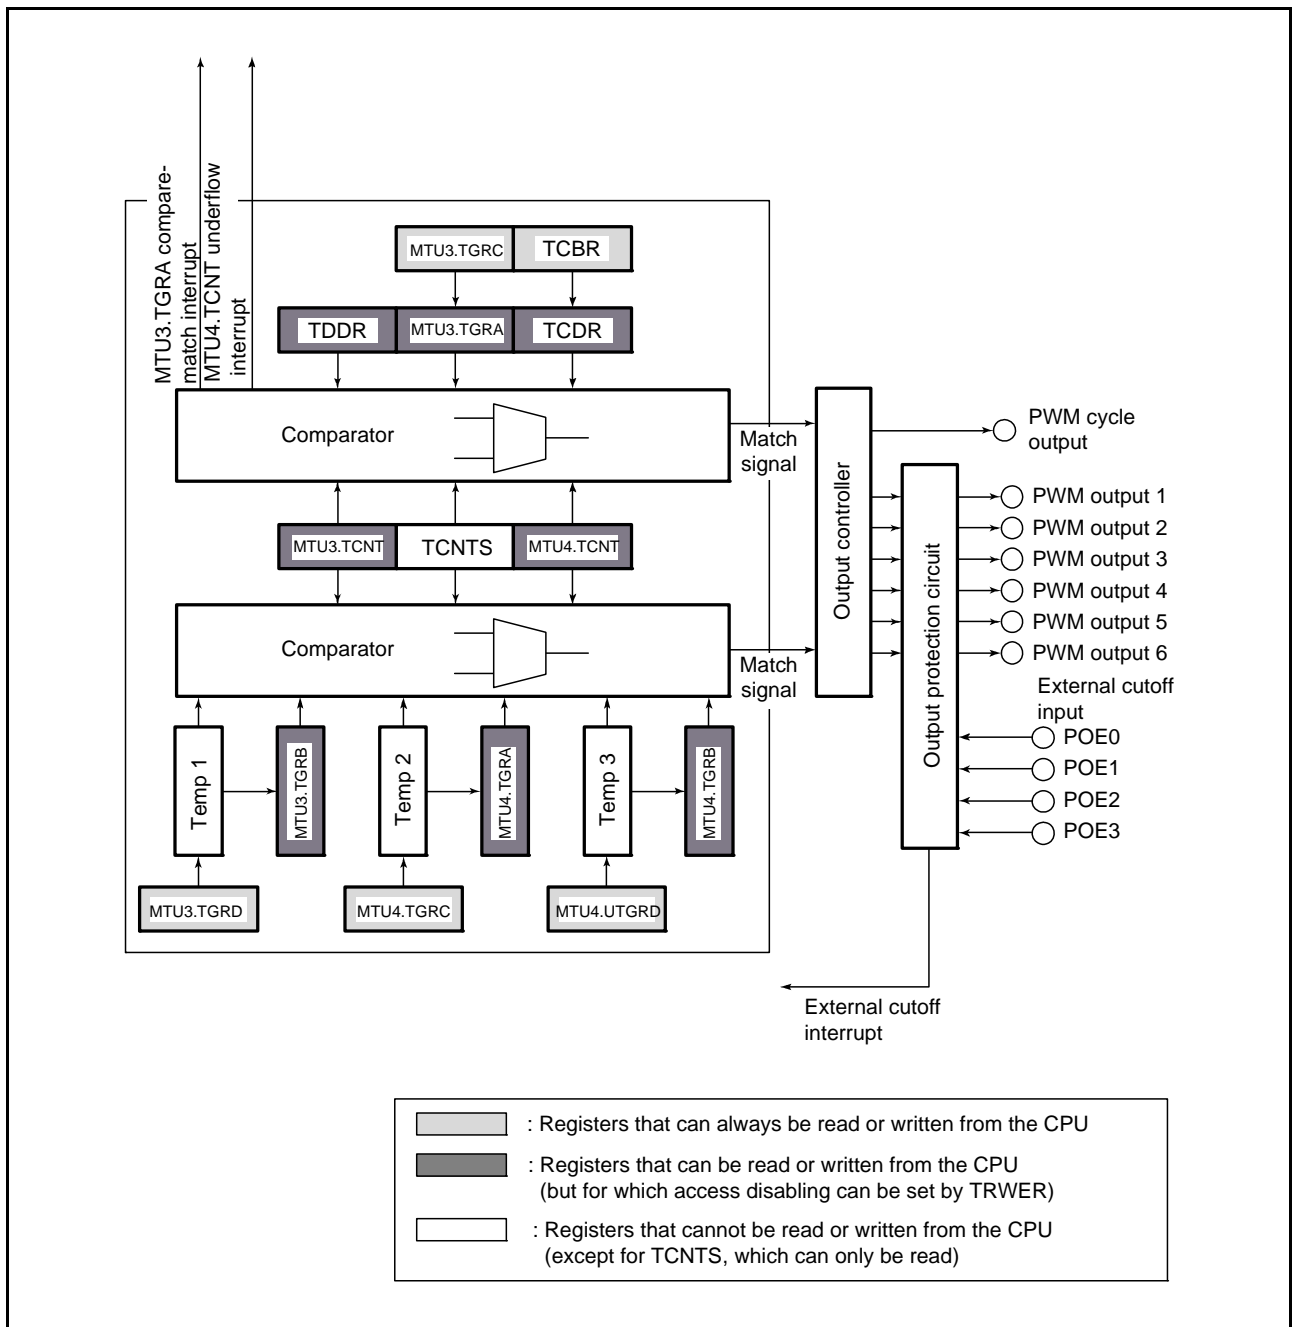 MTU3.TGRA compare-
match interrupt
MTU4.TCNT underflow
interrupt
MTU3.TGRC
TCBR
TDDR
MTU3.TGRA
TCDR
Comparator
Match
signal
MTU3.TCNT
TCNTS
MTU4.TCNT
Comparator
Match
signal
Temp 1
MTU3.TGRB
Temp 2
MTU4.TGRA
Temp 3
MTU4.TGRB
MTU3.TGRD
MTU4.TGRC
MTU4.UTGRD
Output controller
Output protection circuit
PWM cycle
output
PWM output 1
PWM output 2
PWM output 3
PWM output 4
PWM output 5
PWM output 6
External cutoff
input
POE0
POE1
POE2
POE3
External cutoff
interrupt
: Registers that can always be read or written from the CPU
: Registers that can be read or written from the CPU
(but for which access disabling can be set by TRWER)
: Registers that cannot be read or written from the CPU
(except for TCNTS, which can only be read)